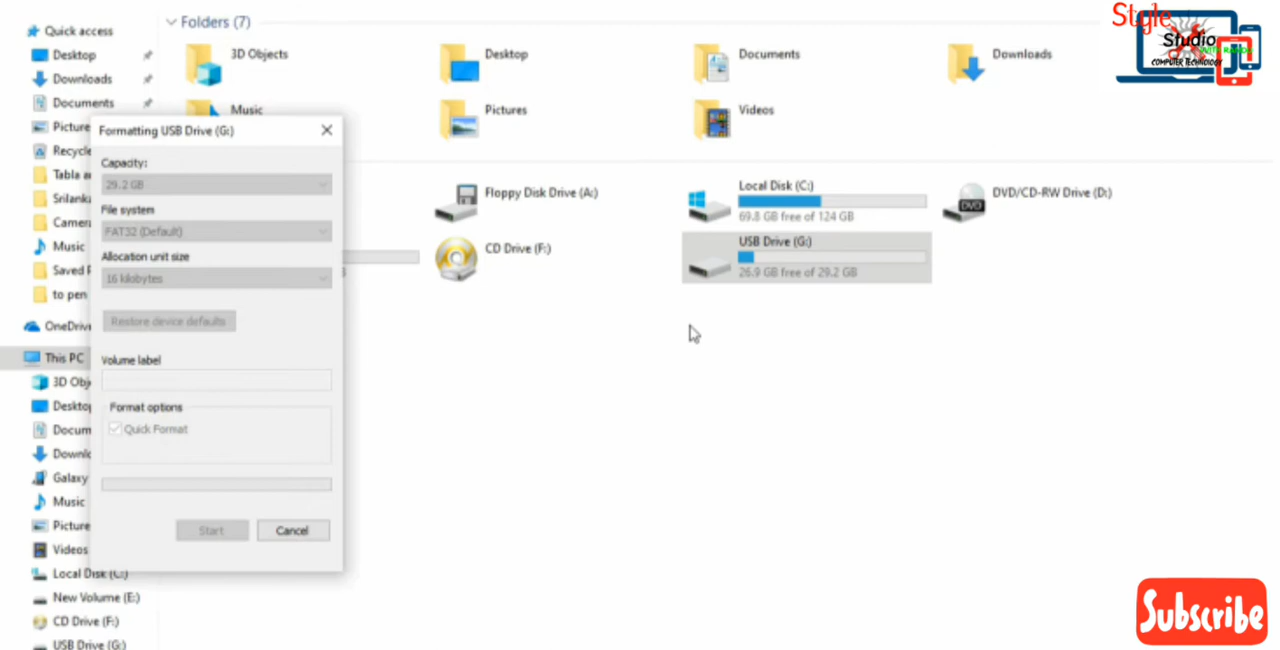 Quick access
Desktop
Downloads
Documents
Picture
Recycle
Tabla a
Srilank
Camer
Music
Saved
to pen
OneDriv
This PC
3D Obj
Deskto
Docum
Downl
Galaxy
Music
Picture
Videos
Local Disk (C:)
New Volume (E:)
CD Drive (F:)
USB Drive (G:)
Folders (7)
3D Objects
Desktop
Documents
Downloads
Music
Pictures
Videos
Floppy Disk Drive (A:)
Local Disk (C:)
69.8 GB free of 124 GB
DVD/CD-RW Drive (D:)
DVD
CD Drive (F:)
USB Drive (G:)
26.9 GB free of 29.2 GB
Formatting USB Drive (G:)
Capacity:
29.2 GB
File system
FAT32 (Default)
Allocation unit size
16 kilobytes
Restore device defaults
Volume label
Format options
Quick Format
Start
Cancel
Style
Studio
COMPUTER TECHNOLOGY
Subscribe